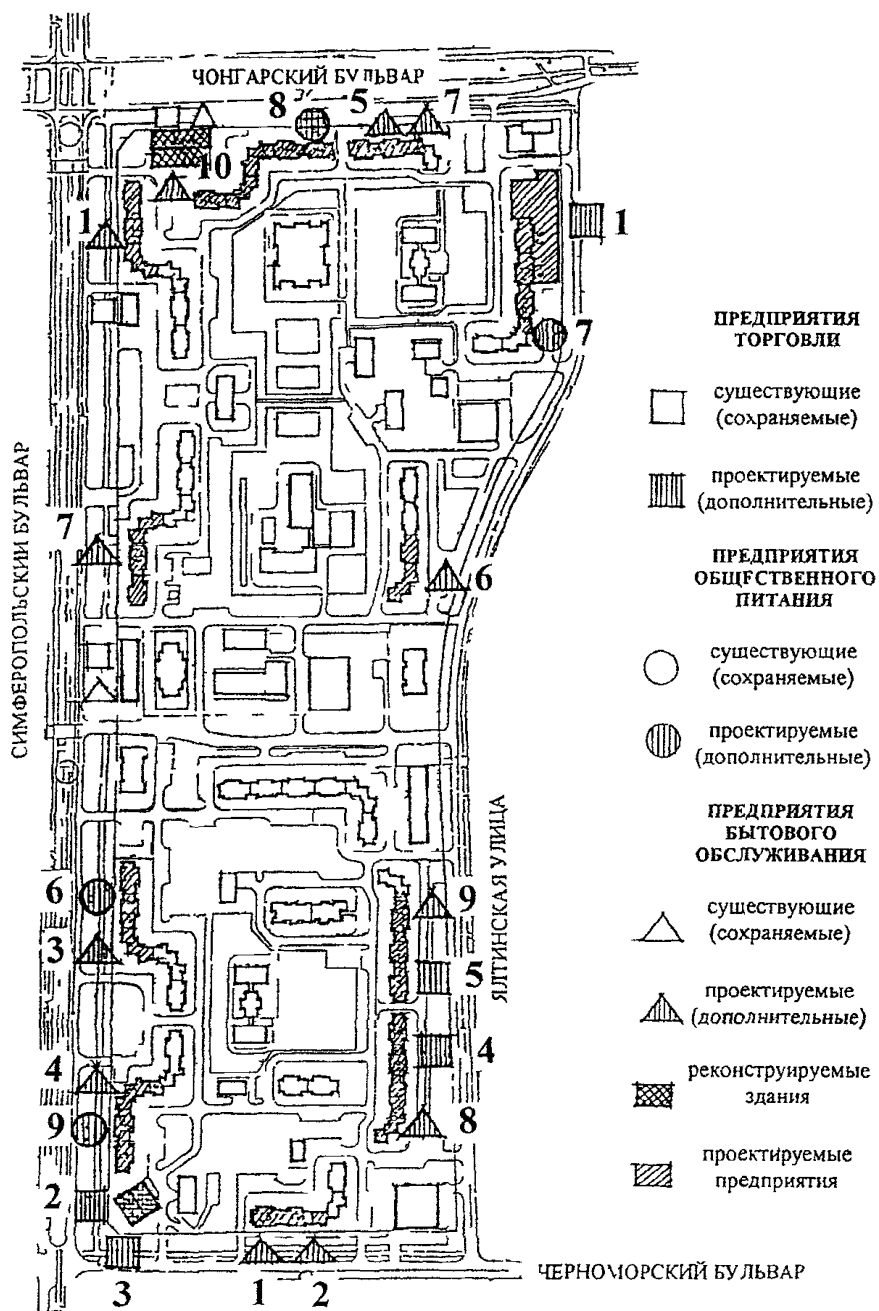 ЧОНГАРСКИЙ БУЛЬВАР
8
5
7
10
1
1
7
7
6
СИМФЕРОПОЛЬСКИЙ БУЛЬВАР
ЯЛТИНСКАЯ УЛИЦА
6
9
3
5
4
4
9
8
2
3
1
2
ЧЕРНОМОРСКИЙ БУЛЬВАР
ПРЕДПРИЯТИЯ
ТОРГОВЛИ
существующие
(сохраняемые)
проектируемые
(дополнительные)
ПРЕДПРИЯТИЯ
ОБЩЕСТВЕННОГО
ПИТАНИЯ
существующие
(сохраняемые)
проектируемые
(дополнительные)
ПРЕДПРИЯТИЯ
БЫТОВОГО
ОБСЛУЖИВАНИЯ
существующие
(сохраняемые)
проектируемые
(дополнительные)
реконструируемые
здания
проектируемые
предприятия